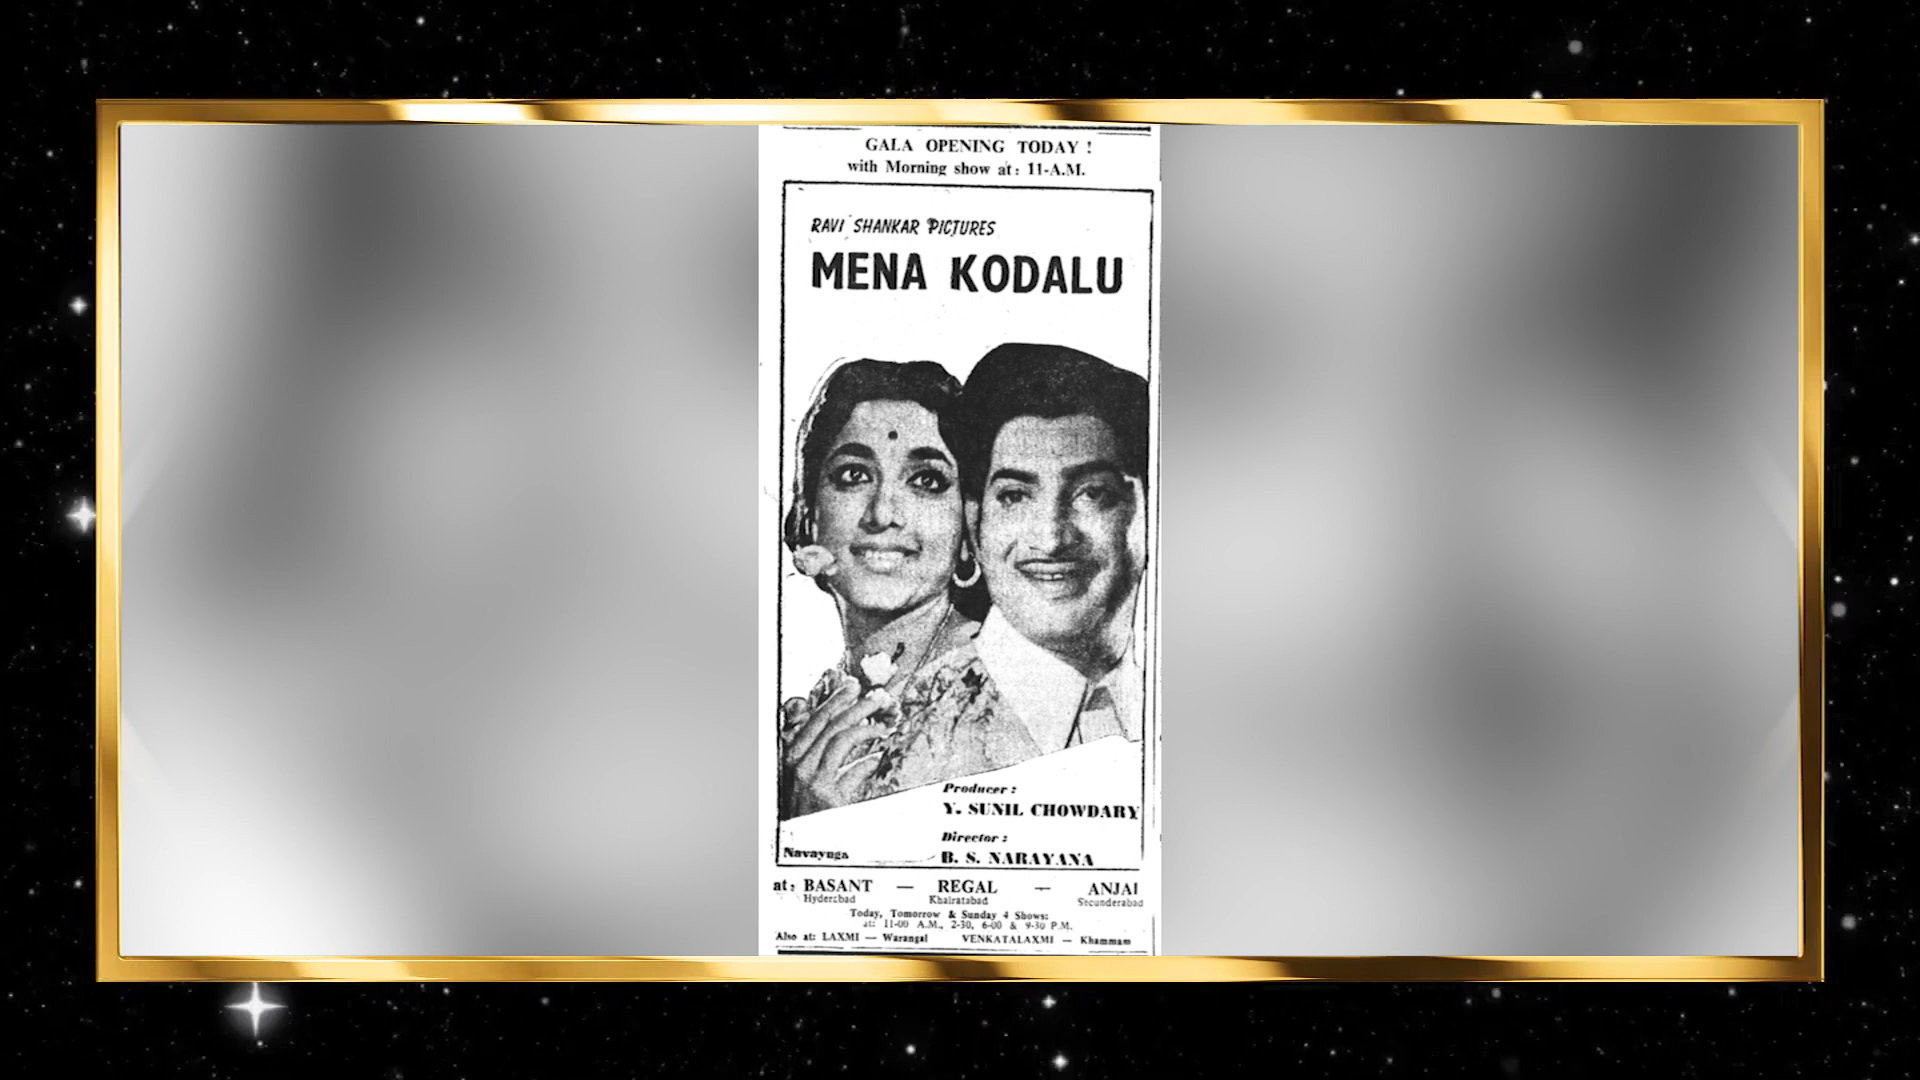 GALA OPENING TODAY !
with Morning show at: 11-A.M.
RAVI SHANKAR PICTURES
MENA KODALU
Producer :
Y. SUNIL CHOWDARY
Director :
B. S. NARAYANA
Navayuga
at: BASANT — REGAL — ANJALI
Hyderabad Khairatabad Secunderabad
Today, Tomorrow & Sunday 4 Shows:
at: 11-00 A.M., 2-30, 6-00 & 9-30 P.M.
Also at: LAXMI — Warangal VENKATALAXMI — Khammam